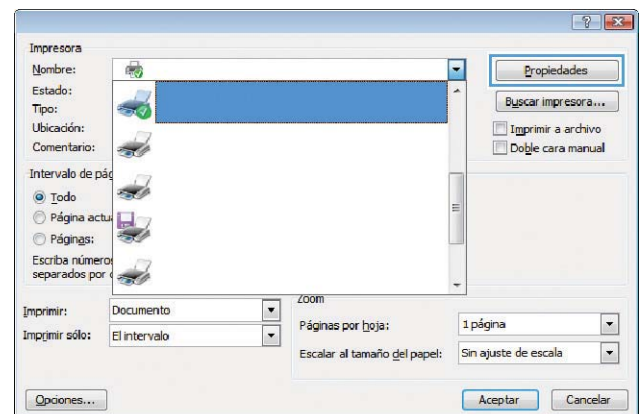 Impresora
Nombre:
Propiedades
Estado:
Buscar impresora...
Tipo:
Ubicación:
Imprimir a archivo
Comentario:
Doble cara manual
Intervalo de pág
Todo
Página actu
Páginas:
Escriba número
separados por
Imprimir:
Documento
Zoom
Imprimir sólo:
El intervalo
Páginas por hoja:
1 página
Escalar al tamaño del papel:
Sin ajuste de escala
Opciones...
Aceptar
Cancelar